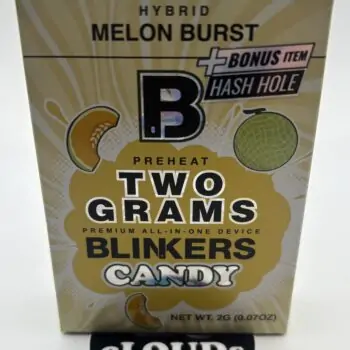 HYBRID
MELON BURST
+BONUS ITEM
HASH HOLE
B
PREHEAT
TWO
GRAMS
PREMIUM ALL-IN-ONE DEVICE
BLINKERS
CANDY
NET WT. 2G (0.07OZ)